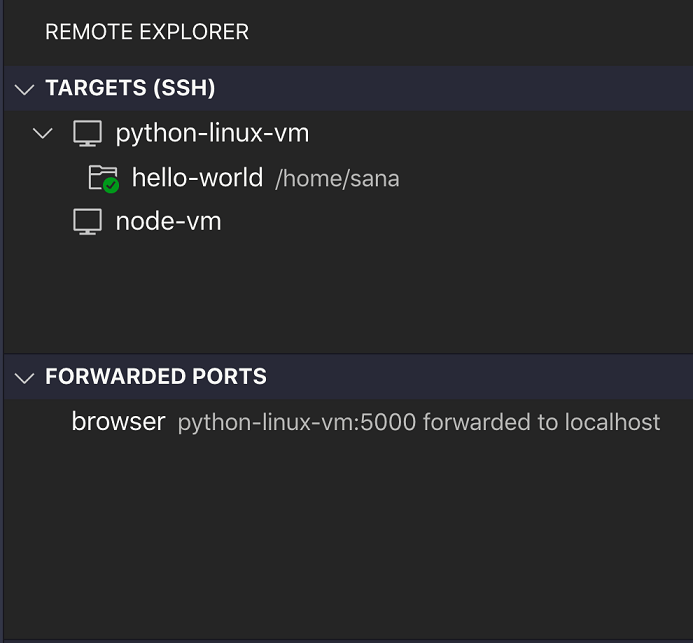 REMOTE EXPLORER
TARGETS (SSH)
python-linux-vm
hello-world /home/sana
node-vm
FORWARDED PORTS
browser python-linux-vm:5000 forwarded to localhost